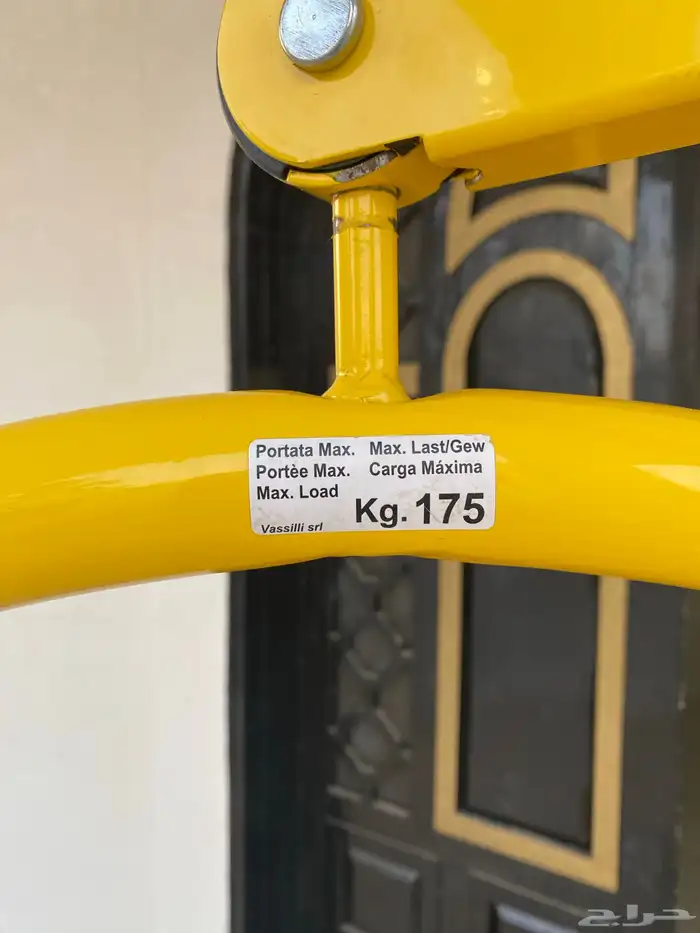 Portata Max. Max. Last/Gew
Portèe Max. Carga Máxima
Max. Load
Kg. 175
Vassilli srl
حراج